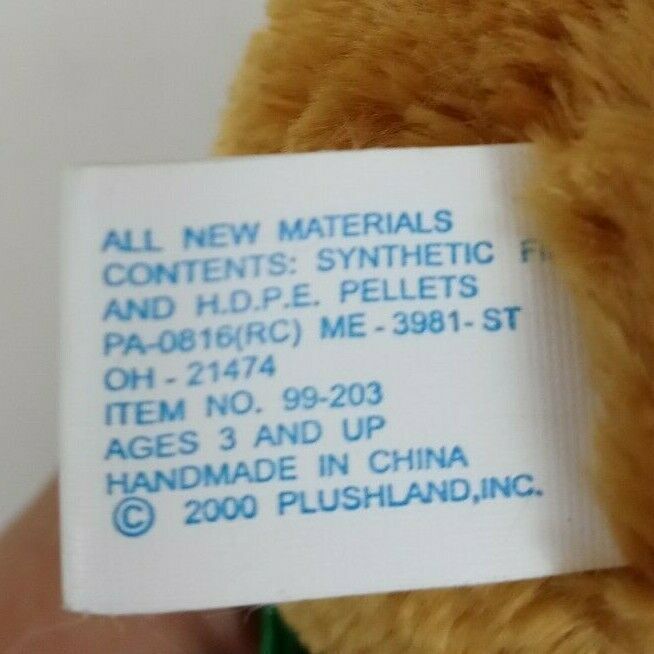 ALL NEW MATERIALS
CONTENTS: SYNTHETIC
AND H.D.P.E. PELLETS
PA-0816(RC) ME-3981-ST
OH-21474
ITEM NO. 99-203
AGES 3 AND UP
HANDMADE IN CHINA
© 2000 PLUSHLAND,INC.